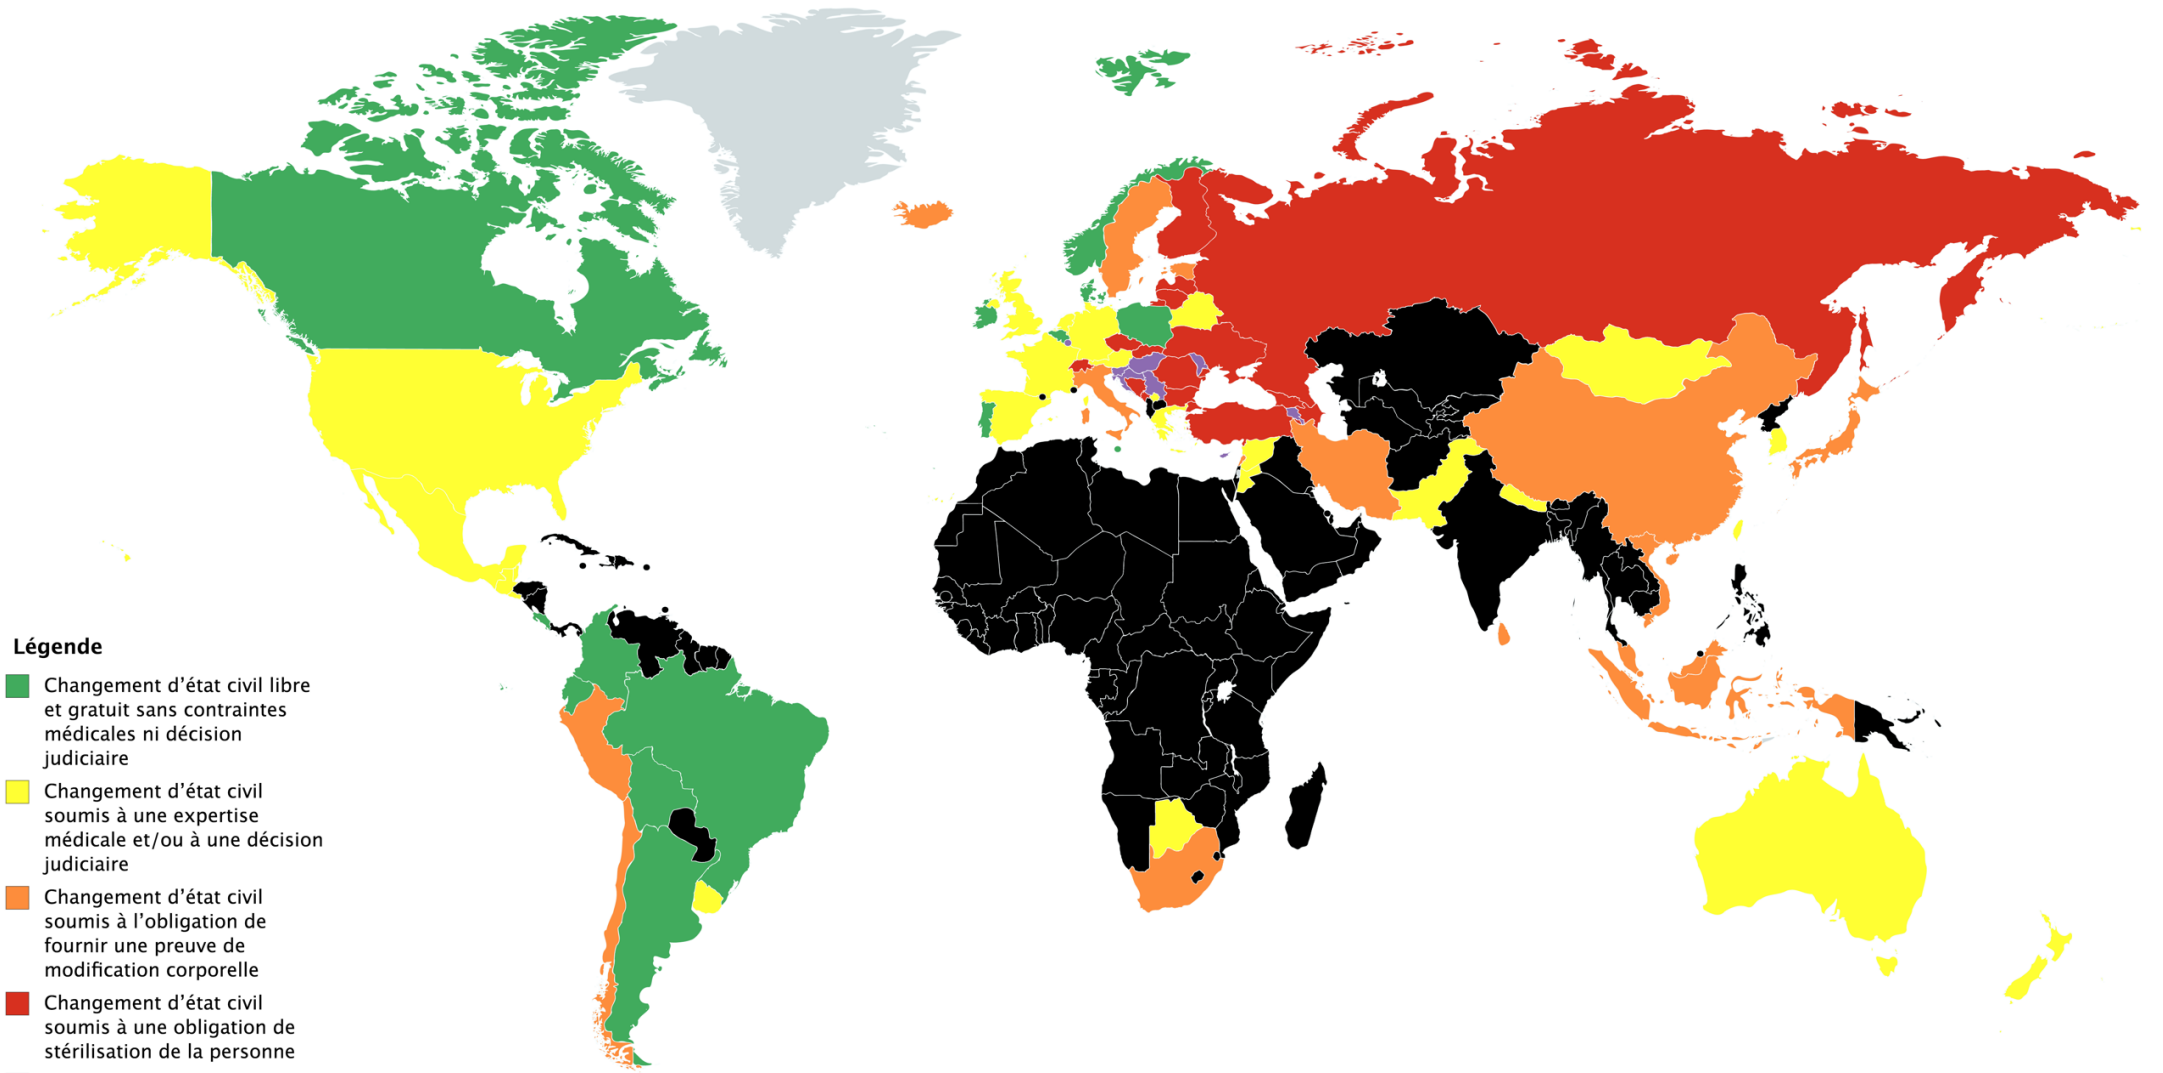 Légende
Changement d’état civil libre
et gratuit sans contraintes
médicales ni décision
judiciaire
Changement d’état civil
soumis à une expertise
médicale et/ou à une décision
judiciaire
Changement d’état civil
soumis à l’obligation de
fournir une preuve de
modification corporelle
Changement d’état civil
soumis à une obligation de
stérilisation de la personne